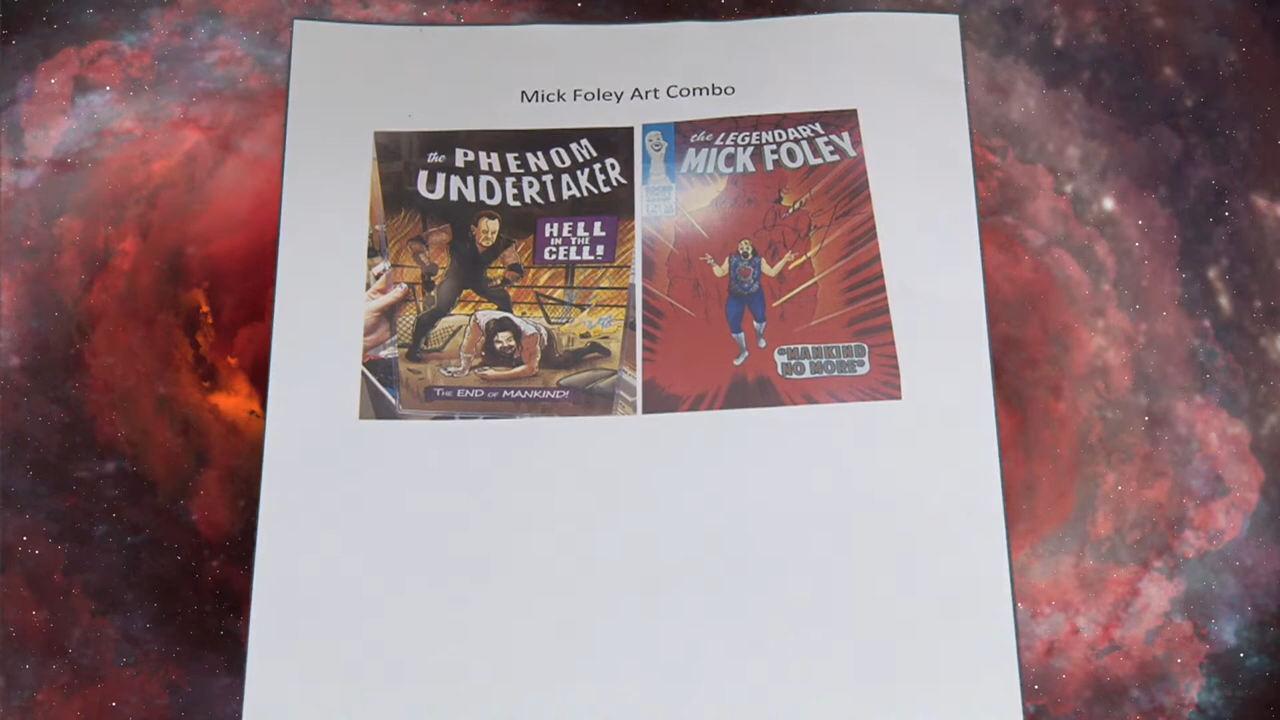 Mick Foley Art Combo
the PHENOM
UNDERTAKER
HELL
IN THE
CELL!
THE END OF MANKIND!
the LEGENDARY
MICK FOLEY
"MANKIND
NO MORE"